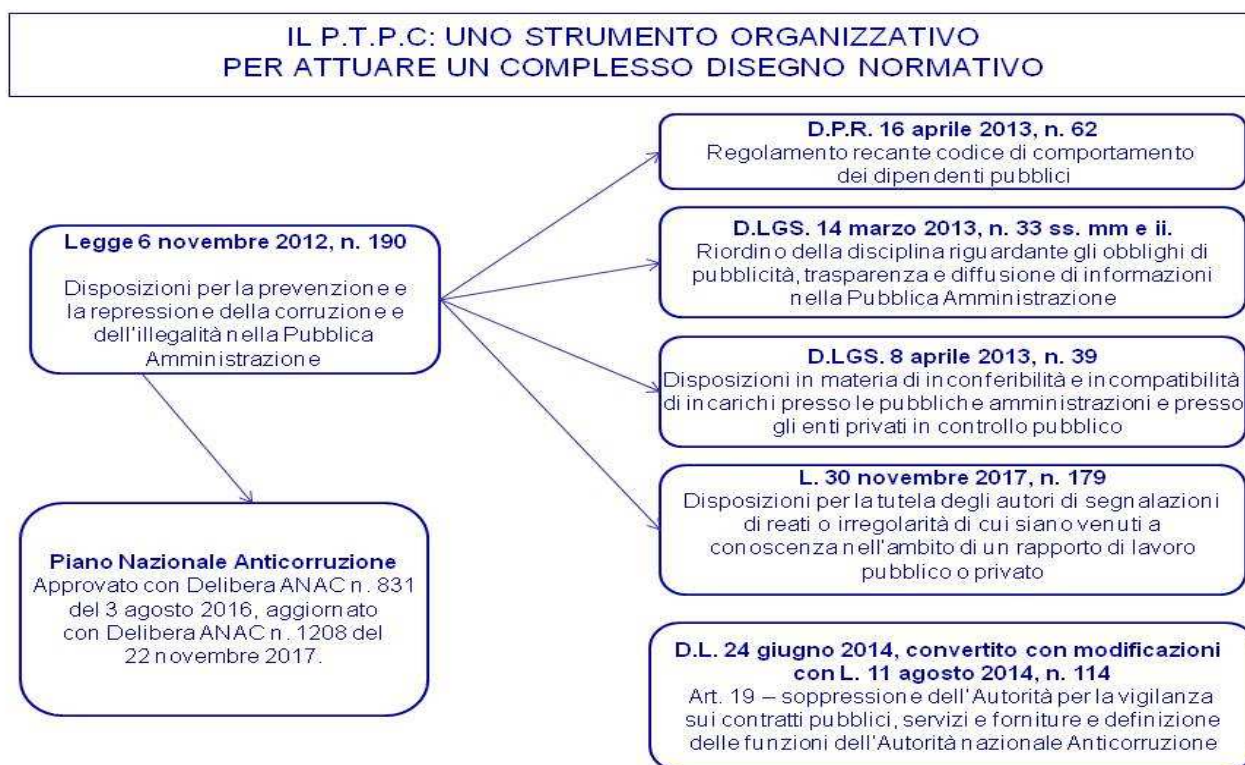 IL P.T.P.C: UNO STRUMENTO ORGANIZZATIVO
PER ATTUARE UN COMPLESSO DISEGNO NORMATIVO
Legge 6 novembre 2012, n. 190
Disposizioni per la prevenzione e
la repressione della corruzione e
dell'illegalità nella Pubblica
Amministrazione
Piano Nazionale Anticorruzione
Approvato con Delibera ANAC n. 831
del 3 agosto 2016, aggiornato
con Delibera ANAC n. 1208 del
22 novembre 2017.
D.P.R. 16 aprile 2013, n. 62
Regolamento recante codice di comportamento
dei dipendenti pubblici
D.LGS. 14 marzo 2013, n. 33 ss. mm e ii.
Riordino della disciplina riguardante gli obblighi di
pubblicità, trasparenza e diffusione di informazioni
nella Pubblica Amministrazione
D.LGS. 8 aprile 2013, n. 39
Disposizioni in materia di inconferibilità e incompatibilità
di incarichi presso le pubbliche amministrazioni e presso
gli enti privati in controllo pubblico
L. 30 novembre 2017, n. 179
Disposizioni per la tutela degli autori di segnalazioni
di reati o irregolarità di cui siano venuti a
conoscenza nell'ambito di un rapporto di lavoro
pubblico o privato
D.L. 24 giugno 2014, convertito con modificazioni
con L. 11 agosto 2014, n. 114
Art. 19 – soppressione dell'Autorità per la vigilanza
sui contratti pubblici, servizi e forniture e definizione
delle funzioni dell'Autorità nazionale Anticorruzione